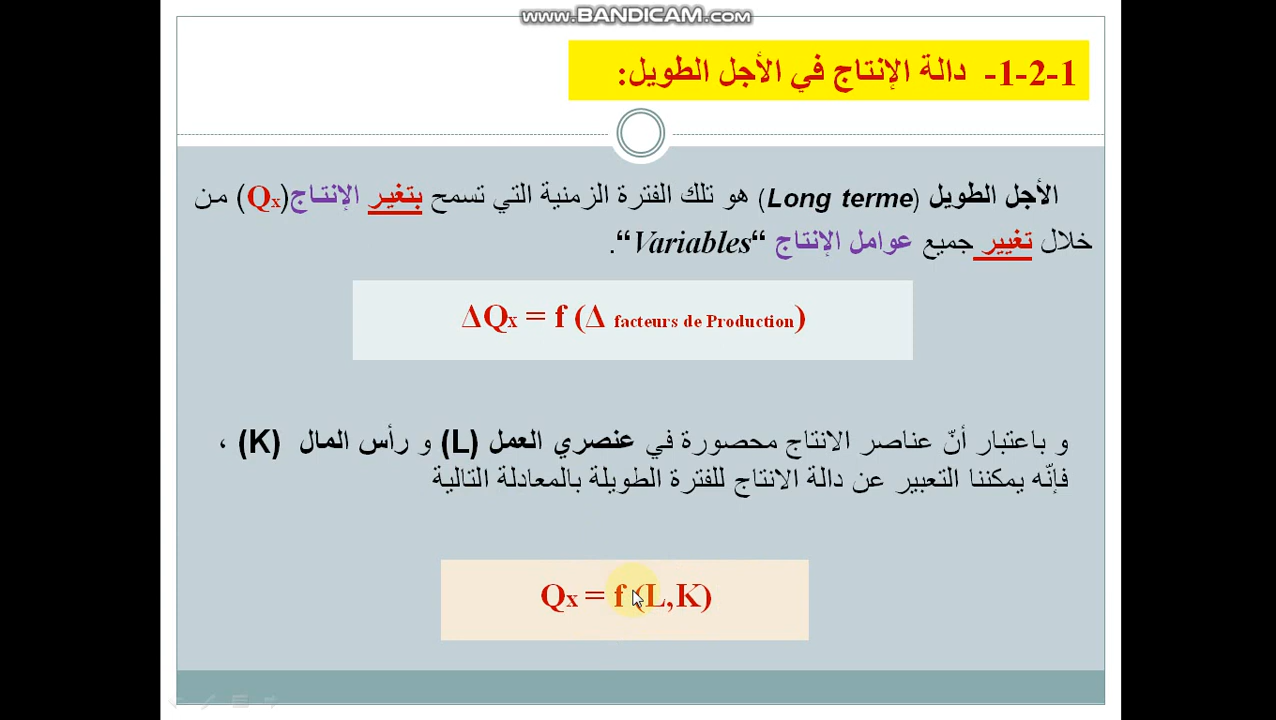 www.BANDICAM.com
1-2-1- دالة الإنتاج في الأجل الطويل:
الأجل الطويل (Long terme) هو تلك الفترة الزمنية التي تسمح بتغير الإنتاج(Qx) من
خلال تغيير جميع عوامل الإنتاج “Variables“.
ΔQx = f (Δ facteurs de Production)
و باعتبار أنّ عناصر الانتاج محصورة في عنصري العمل (L) و رأس المال (K) ،
فإنّه يمكننا التعبير عن دالة الانتاج للفترة الطويلة بالمعادلة التالية
Qx = f (L,K)